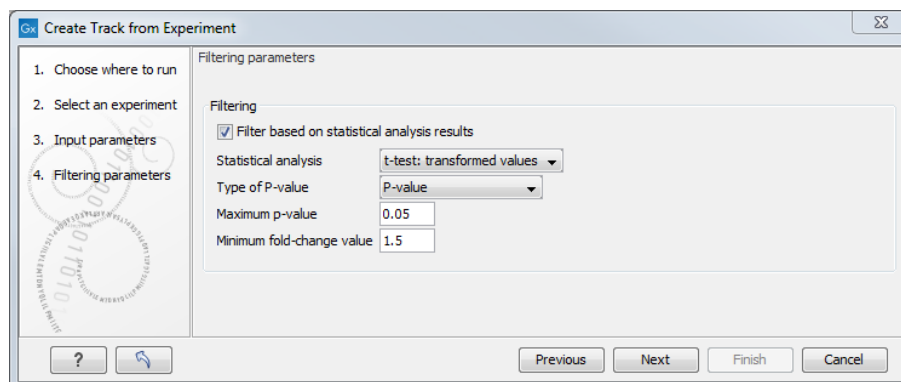 Gx Create Track from Experiment
1. Choose where to run
2. Select an experiment
3. Input parameters
4. Filtering parameters
Filtering parameters
Filtering
Filter based on statistical analysis results
Statistical analysis t-test: transformed values
Type of P-value P-value
Maximum p-value 0.05
Minimum fold-change value 1.5
? Previous Next Finish Cancel